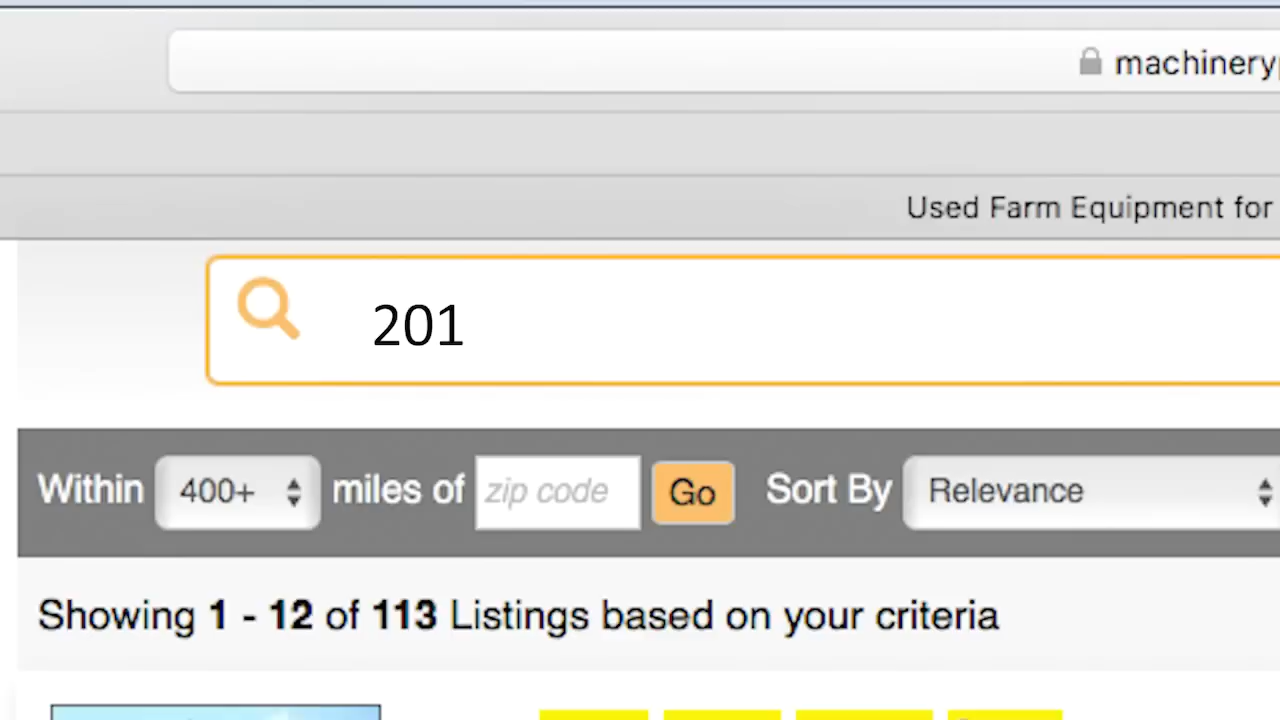 machinery
Used Farm Equipment for
201
Within 400+ miles of zip code Go Sort By Relevance
Showing 1 - 12 of 113 Listings based on your criteria